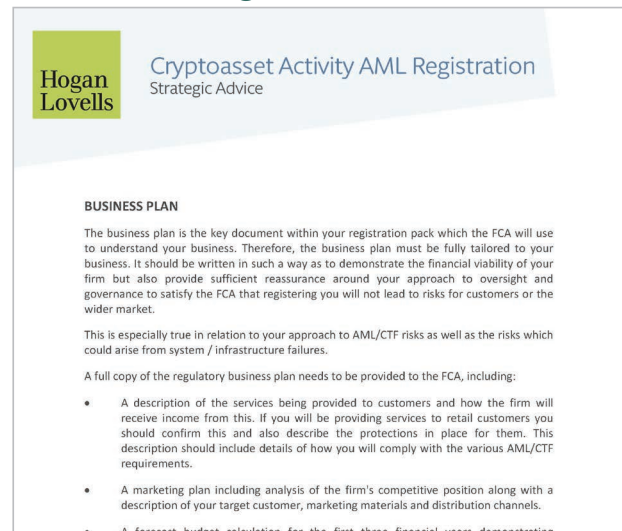 Hogan
Lovells
Cryptoasset Activity AML Registration
Strategic Advice
BUSINESS PLAN
The business plan is the key document within your registration pack which the FCA will use
to understand your business. Therefore, the business plan must be fully tailored to your
business. It should be written in such a way as to demonstrate the financial viability of your
firm but also provide sufficient reassurance around your approach to oversight and
governance to satisfy the FCA that registering you will not lead to risks for customers or the
wider market.
This is especially true in relation to your approach to AML/CTF risks as well as the risks which
could arise from system / infrastructure failures.
A full copy of the regulatory business plan needs to be provided to the FCA, including:
• A description of the services being provided to customers and how the firm will
receive income from this. If you will be providing services to retail customers you
should confirm this and also describe the protections in place for them. This
description should include details of how you will comply with the various AML/CTF
requirements.
• A marketing plan including analysis of the firm's competitive position along with a
description of your target customer, marketing materials and distribution channels.
• A forecast budget calculation for the first three financial years demonstrating